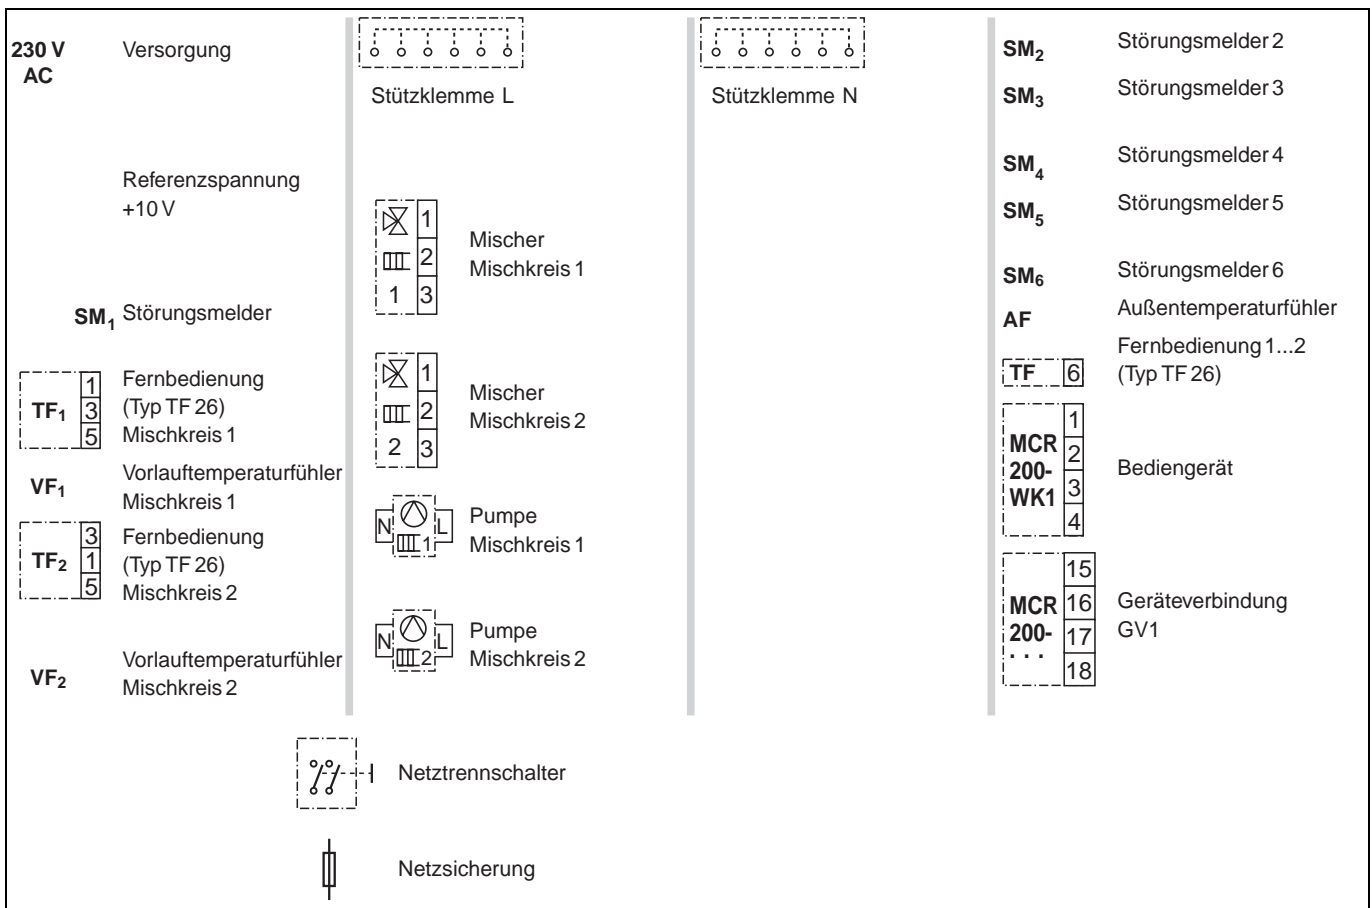 230 V
AC
Versorgung
Referenzspannung
+10 V
SM1 Störungsmelder
TF1
1
3
5
Fernbedienung
(Typ TF 26)
Mischkreis 1
VF1
Vorlauftemperaturfühler
Mischkreis 1
TF2
3
1
5
Fernbedienung
(Typ TF 26)
Mischkreis 2
VF2
Vorlauftemperaturfühler
Mischkreis 2
Stützklemme L
1
2
1 3
Mischer
Mischkreis 1
1
2
2 3
Mischer
Mischkreis 2
N L
1
Pumpe
Mischkreis 1
N L
2
Pumpe
Mischkreis 2
Stützklemme N
SM2 Störungsmelder 2
SM3 Störungsmelder 3
SM4 Störungsmelder 4
SM5 Störungsmelder 5
SM6 Störungsmelder 6
AF Außentemperaturfühler
TF 6
Fernbedienung 1...2
(Typ TF 26)
MCR
200-
WK1
1
2
3
4
Bediengerät
MCR
200-
. . .
15
16
17
18
Geräteverbindung
GV1
Netztrennschalter
Netzsicherung